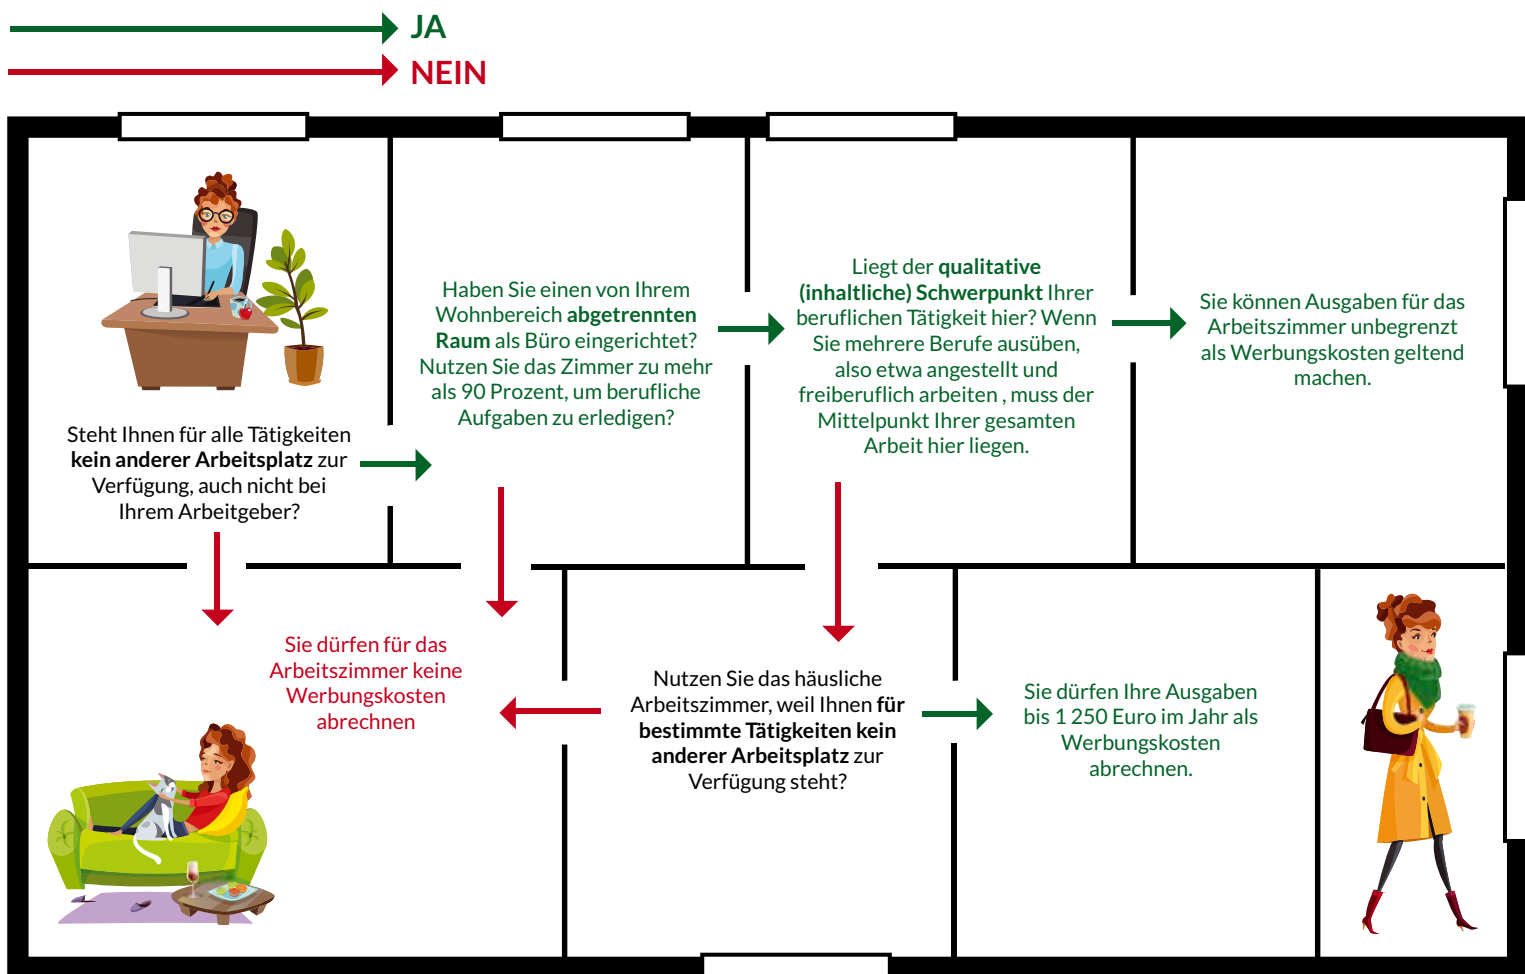 JA
NEIN
Steht Ihnen für alle Tätigkeiten
kein anderer Arbeitsplatz zur
Verfügung, auch nicht bei
Ihrem Arbeitgeber?
Haben Sie einen von Ihrem
Wohnbereich abgetrennten
Raum als Büro eingerichtet?
Nutzen Sie das Zimmer zu mehr
als 90 Prozent, um berufliche
Aufgaben zu erledigen?
Liegt der qualitative
(inhaltliche) Schwerpunkt Ihrer
beruflichen Tätigkeit hier? Wenn
Sie mehrere Berufe ausüben,
also etwa angestellt und
freiberuflich arbeiten , muss der
Mittelpunkt Ihrer gesamten
Arbeit hier liegen.
Sie können Ausgaben für das
Arbeitszimmer unbegrenzt
als Werbungskosten geltend
machen.
Sie dürfen für das
Arbeitszimmer keine
Werbungskosten
abrechnen
Nutzen Sie das häusliche
Arbeitszimmer, weil Ihnen für
bestimmte Tätigkeiten kein
anderer Arbeitsplatz zur
Verfügung steht?
Sie dürfen Ihre Ausgaben
bis 1 250 Euro im Jahr als
Werbungskosten
abrechnen.